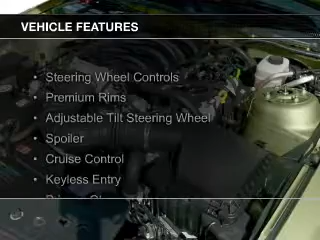 VEHICLE FEATURES
• Steering Wheel Controls
• Premium Rims
• Adjustable Tilt Steering Wheel
• Spoiler
• Cruise Control
• Keyless Entry